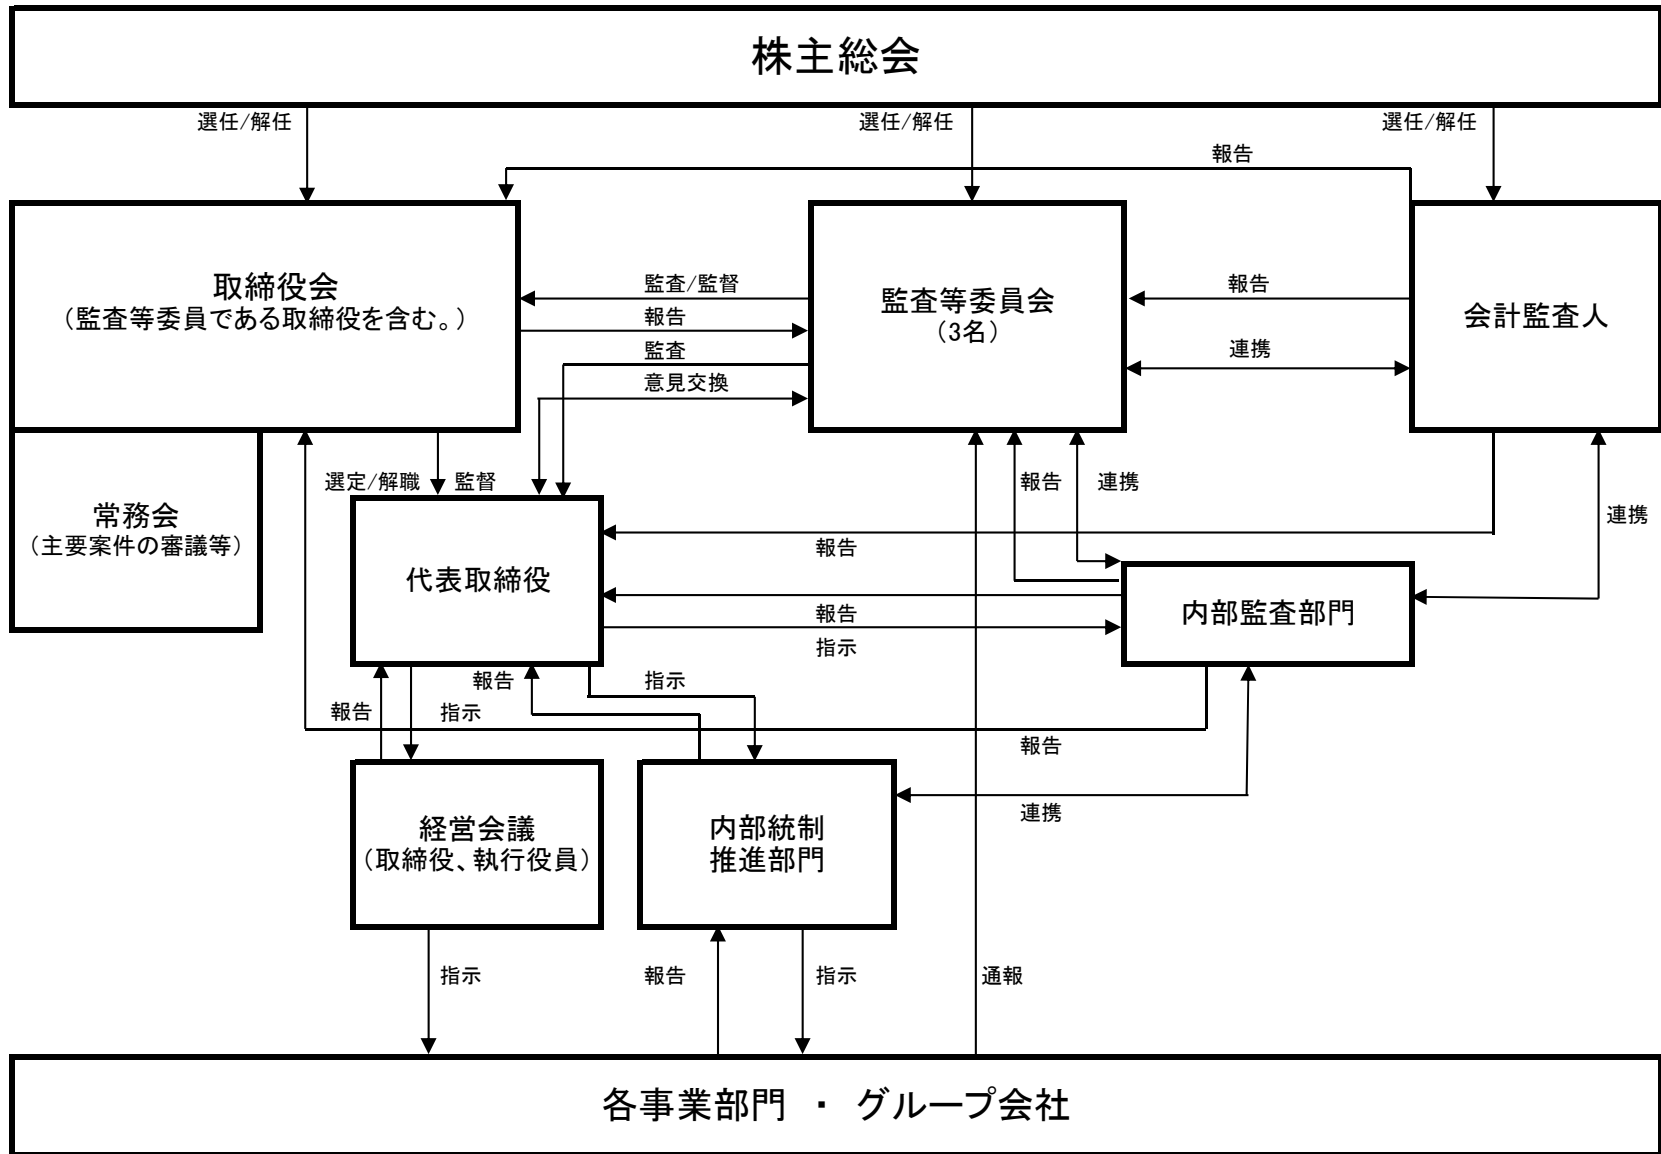 株主総会
選任/解任
選任/解任
選任/解任
報告
取締役会
（監査等委員である取締役を含む。）
監査/監督
報告
監査
意見交換
監査等委員会
（3名）
報告
連携
会計監査人
選定/解職
監督
報告
連携
連携
常務会
（主要案件の審議等）
代表取締役
報告
報告
指示
内部監査部門
報告
指示
報告
指示
報告
経営会議
（取締役、執行役員）
内部統制
推進部門
連携
指示
報告
指示
通報
各事業部門　・　グループ会社